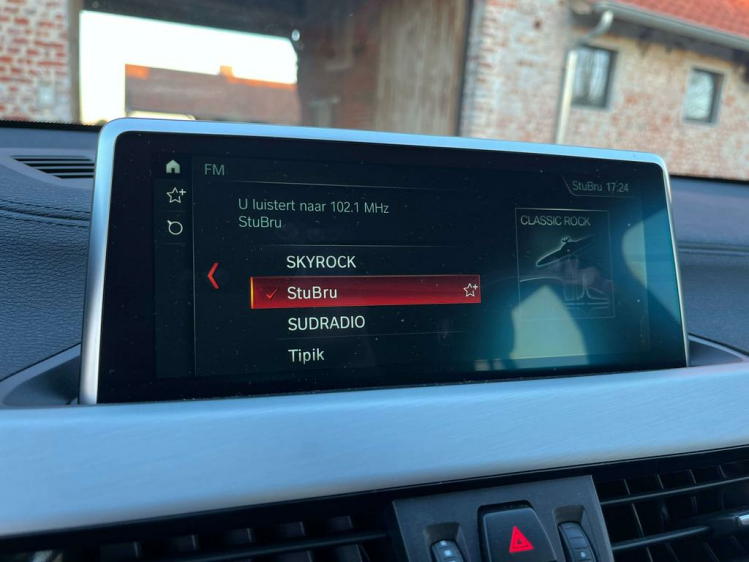 FM
StuBru 17:24
U luistert naar 102.1 MHz
StuBru
CLASSIC ROCK
SKYROCK
StuBru
SUDRADIO
Tipik